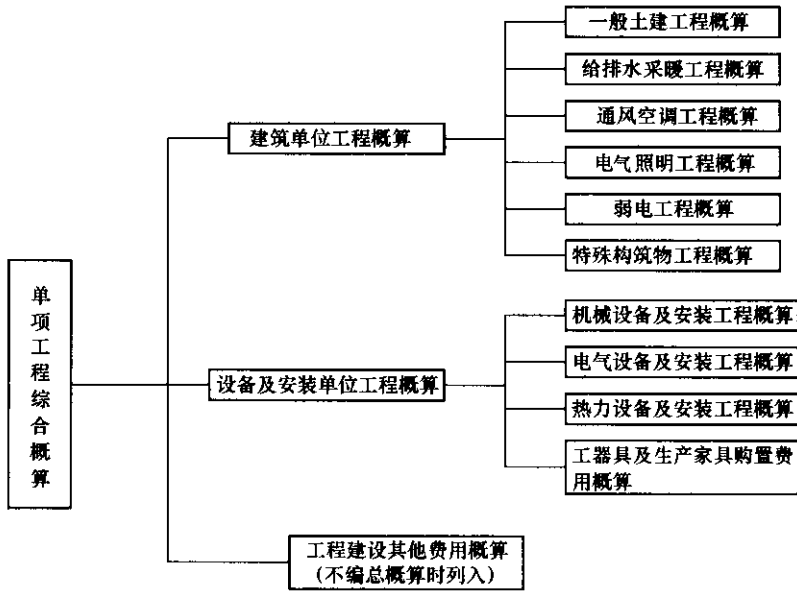 单项工程综合概算
建筑单位工程概算
一般土建工程概算
给排水采暖工程概算
通风空调工程概算
电气照明工程概算
弱电工程概算
特殊构筑物工程概算
设备及安装单位工程概算
机械设备及安装工程概算
电气设备及安装工程概算
热力设备及安装工程概算
工器具及生产家具购置费
用概算
工程建设其他费用概算
(不编总概算时列入)